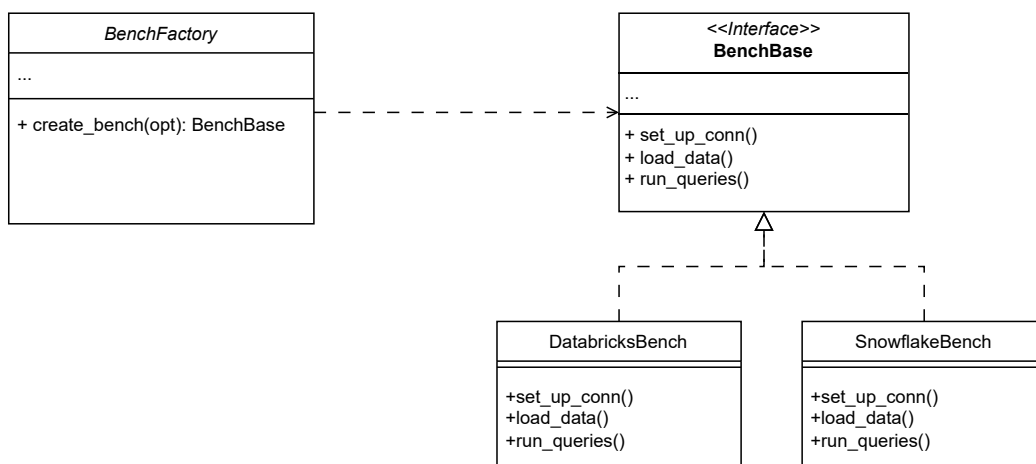 BenchFactory
...
+ create_bench(opt): BenchBase
<<Interface>>
BenchBase
...
+ set_up_conn()
+ load_data()
+ run_queries()
DatabricksBench
+set_up_conn()
+load_data()
+run_queries()
SnowflakeBench
+set_up_conn()
+load_data()
+run_queries()